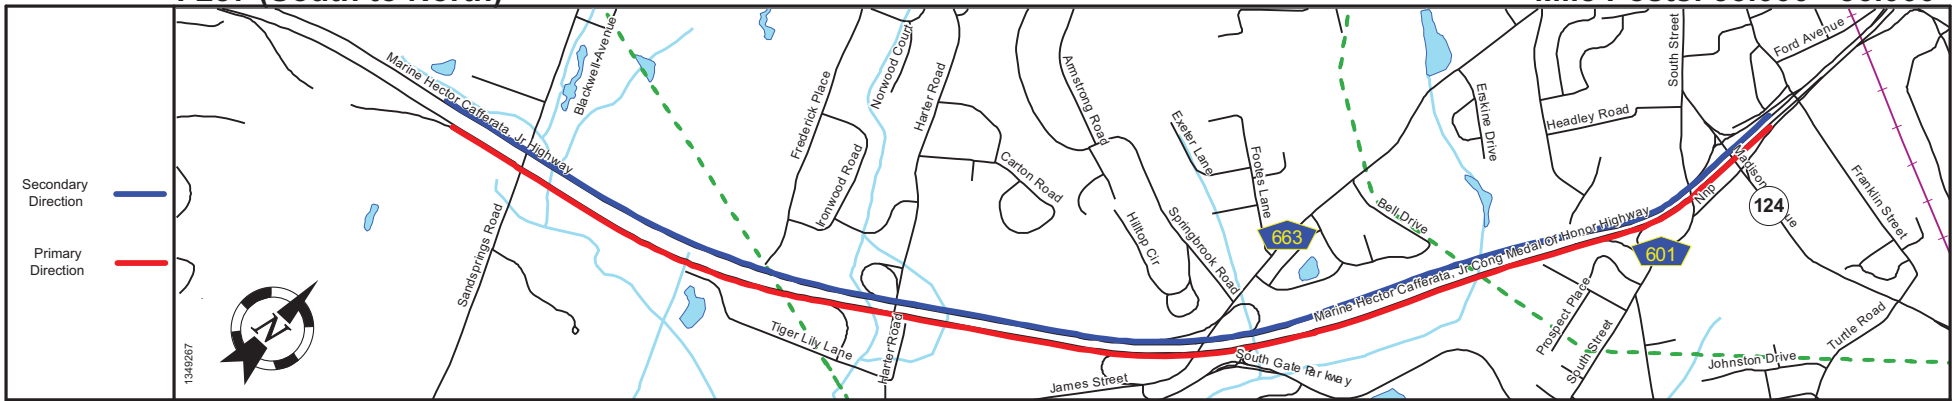 Secondary
Direction
Primary
Direction
1349267
N
Marine Hector Cafferata, Jr Highway
Blackwell-Avenue
Sandsprings Road
Frederick Place
Norwood Court
Harter Road
Ironwood Road
Carton Road
Tiger Lily Lane
Harter Road
Armstrong Road
Exeter Lane
Footes Lane
Hilltop Cir
Springbrook Road
663
James Street
South Gate Parkway
Bell Drive
Erskine Drive
Headley Road
South Street
Ford Avenue
Marine Hector Cafferata, Jr Cong Medal Of Honor Highway
Nnp
124
601
Franklin Street
Prospect Place
South Street
Johnston Drive
Turtle Road